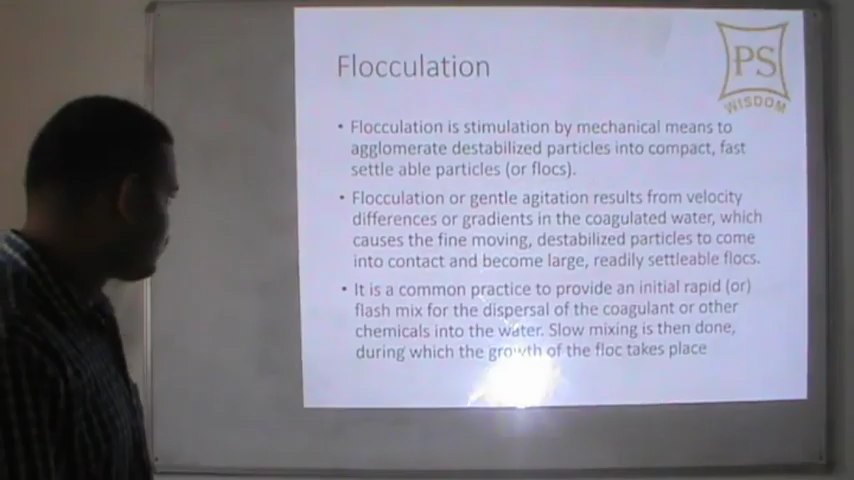 Flocculation
PS
WISDOM
• Flocculation is stimulation by mechanical means to
agglomerate destabilized particles into compact, fast
settle able particles (or flocs).
• Flocculation or gentle agitation results from velocity
differences or gradients in the coagulated water, which
causes the fine moving, destabilized particles to come
into contact and become large, readily settleable flocs.
• It is a common practice to provide an initial rapid (or)
flash mix for the dispersal of the coagulant or other
chemicals into the water. Slow mixing is then done,
during which the growth of the floc takes place